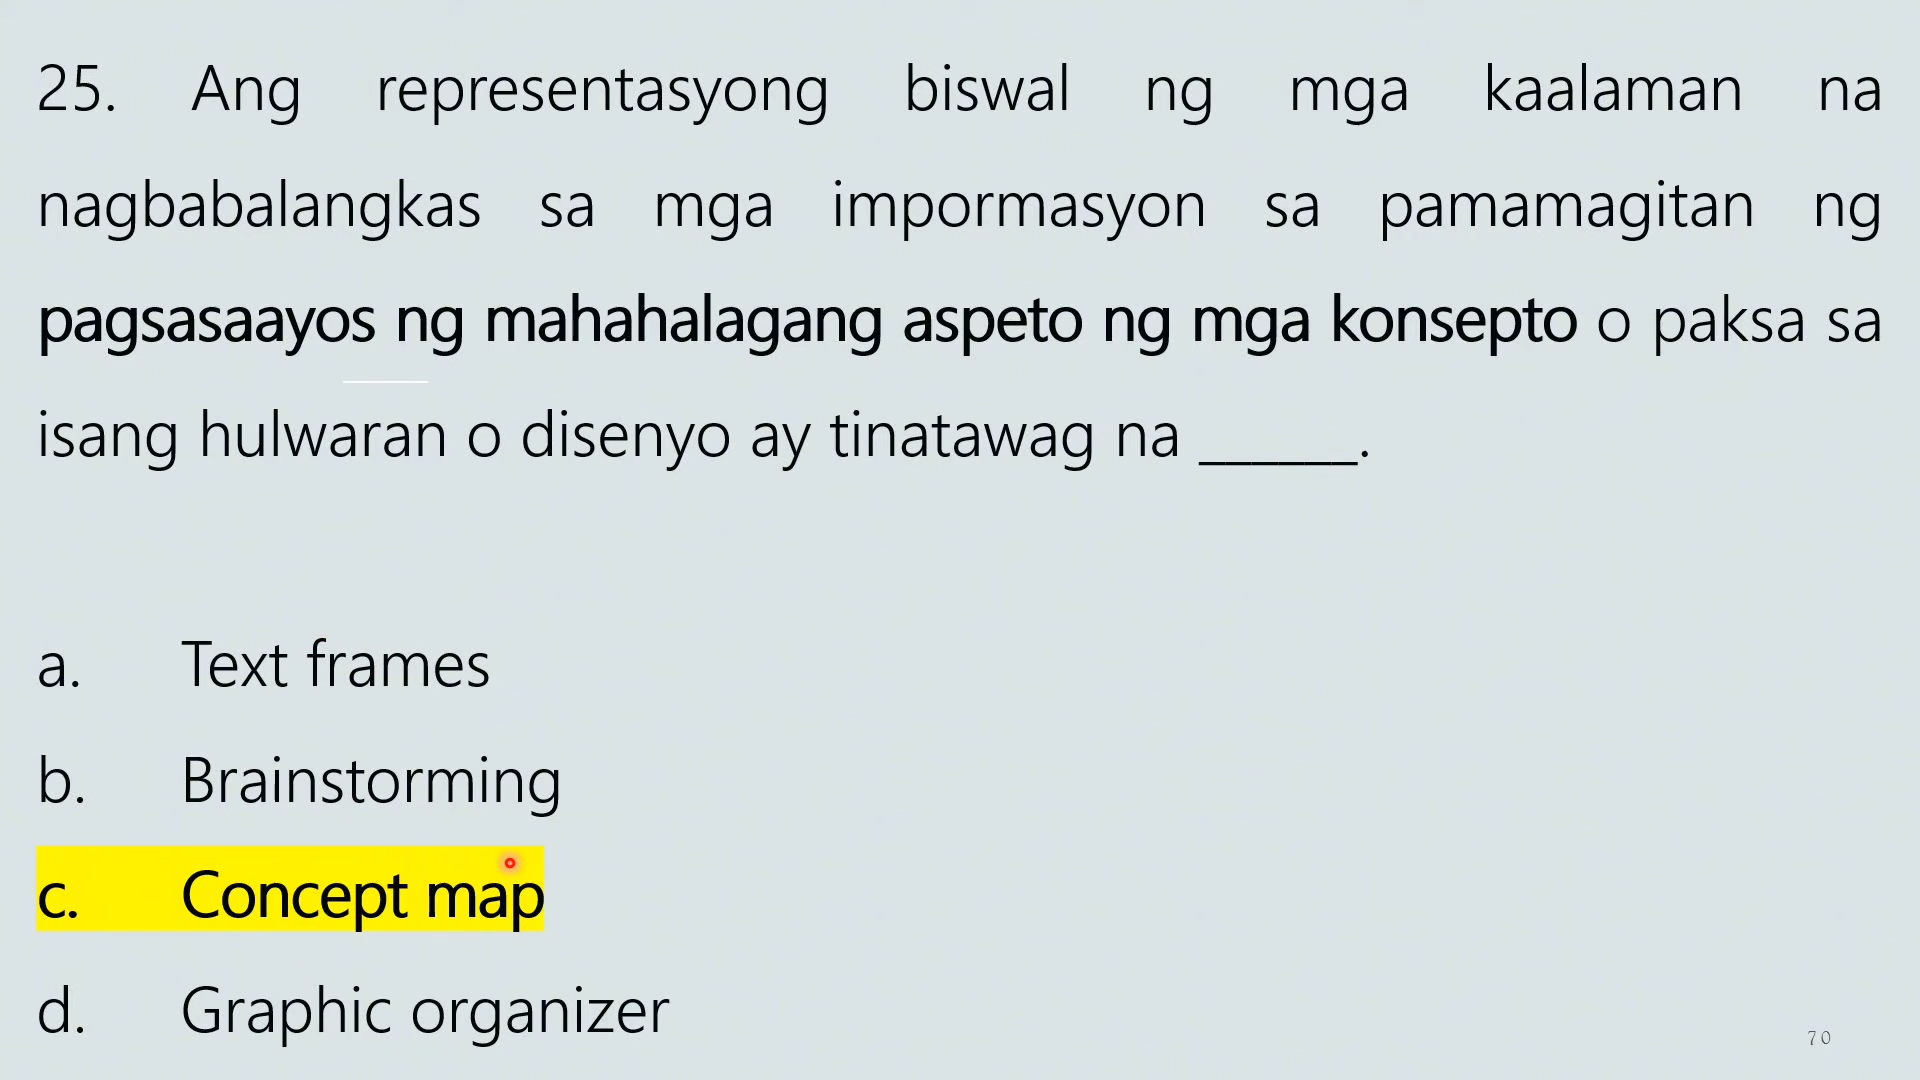 25. Ang representasyong biswal ng mga kaalaman na
nagbabalangkas sa mga impormasyon sa pamamagitan ng
pagsasaayos ng mahahalagang aspeto ng mga konsepto o paksa sa
isang hulwaran o disenyo ay tinatawag na ______.
a. Text frames
b. Brainstorming
c. Concept map
d. Graphic organizer
70